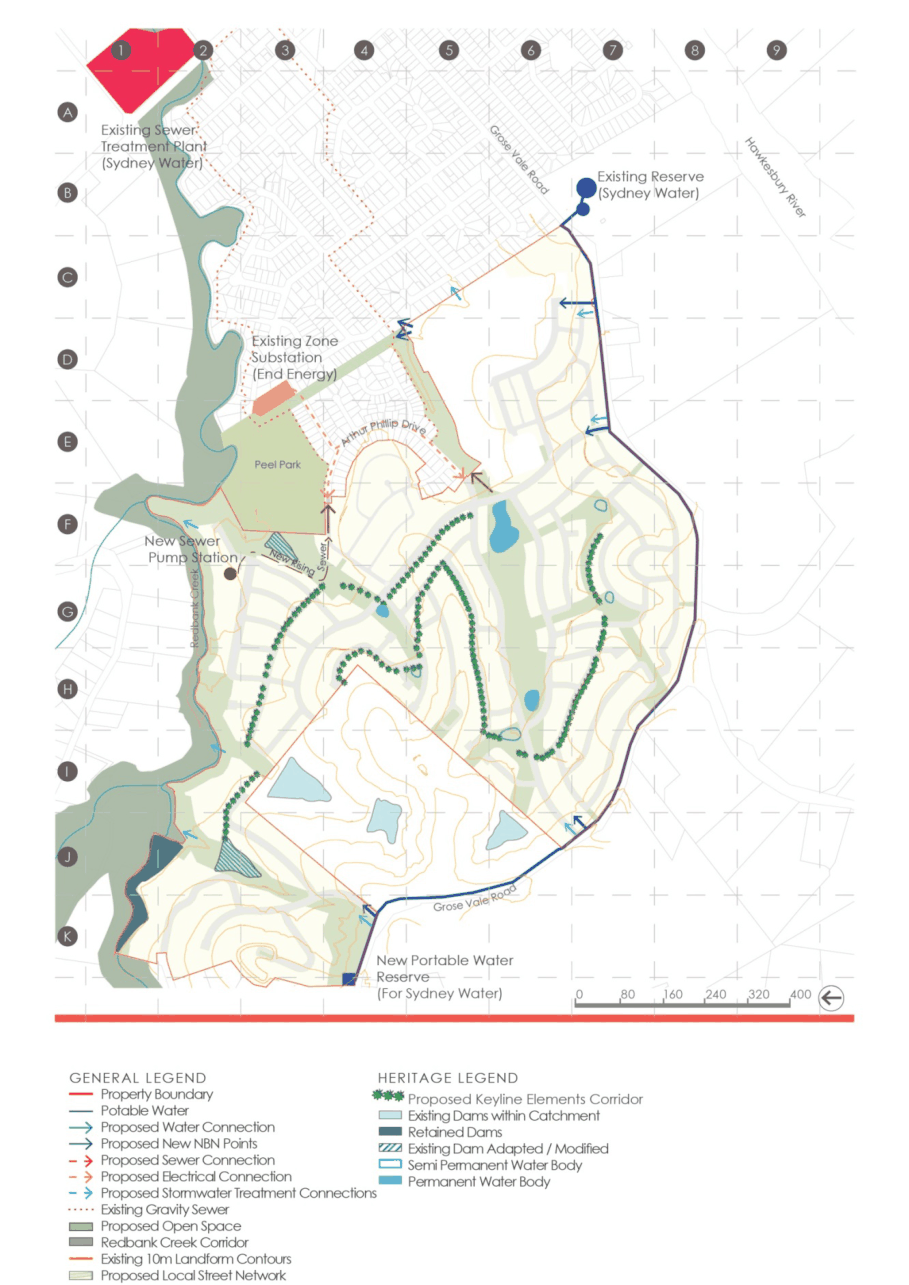 1 2 3 4 5 6 7 8 9
A
Existing Sewer
Treatment Plant
(Sydney Water)
Grose Vale Road
Hawkesbury River
B
Existing Reserve
(Sydney Water)
C
D
Existing Zone
Substation
(End Energy)
E
Arthur Phillip Drive
Peel Park
F
New Sewer
Pump Station
New Rising
Sewer
Redbank Creek
G
H
I
J
Grose Vale Road
K
New Portable Water
Reserve
(For Sydney Water)
0 80 160 240 320 400
GENERAL LEGEND
Property Boundary
Potable Water
Proposed Water Connection
Proposed New NBN Points
Proposed Sewer Connection
Proposed Electrical Connection
Proposed Stormwater Treatment Connections
Existing Gravity Sewer
Proposed Open Space
Redbank Creek Corridor
Existing 10m Landform Contours
Proposed Local Street Network
HERITAGE LEGEND
Proposed Keyline Elements Corridor
Existing Dams within Catchment
Retained Dams
Existing Dam Adapted / Modified
Semi Permanent Water Body
Permanent Water Body